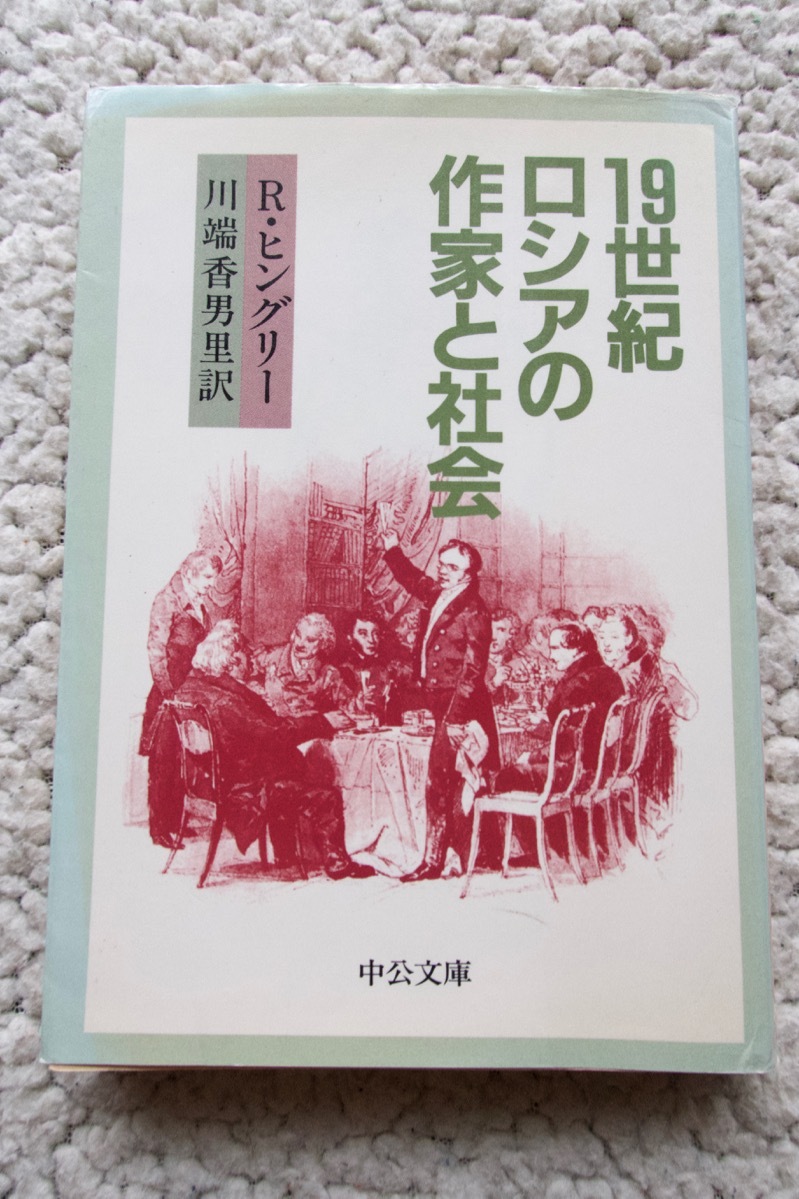 19世紀
ロシアの
作家と社会
R・ヒングリー
川端香男里訳
中公文庫